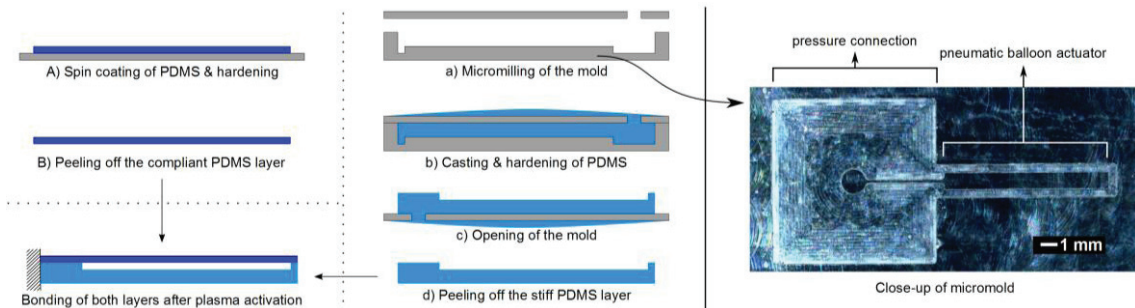 A) Spin coating of PDMS & hardening
B) Peeling off the compliant PDMS layer
Bonding of both layers after plasma activation
a) Micromilling of the mold
b) Casting & hardening of PDMS
c) Opening of the mold
d) Peeling off the stiff PDMS layer
pressure connection
pneumatic balloon actuator
1 mm
Close-up of micromold